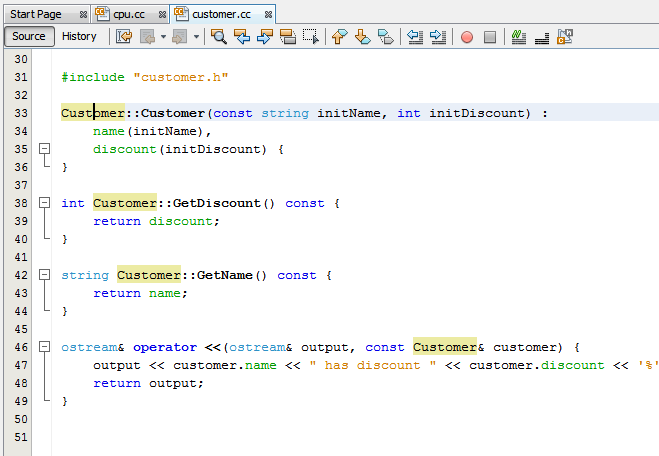 Start Page cpu.cc customer.cc
Source History
30
31 #include "customer.h"
32
33 Customer::Customer(const string initName, int initDiscount) :
34 name(initName),
35 discount(initDiscount) {
36 }
37
38 int Customer::GetDiscount() const {
39 return discount;
40 }
41
42 string Customer::GetName() const {
43 return name;
44 }
45
46 ostream& operator <<(ostream& output, const Customer& customer) {
47 output << customer.name << " has discount " << customer.discount << '%'
48 return output;
49 }
50
51